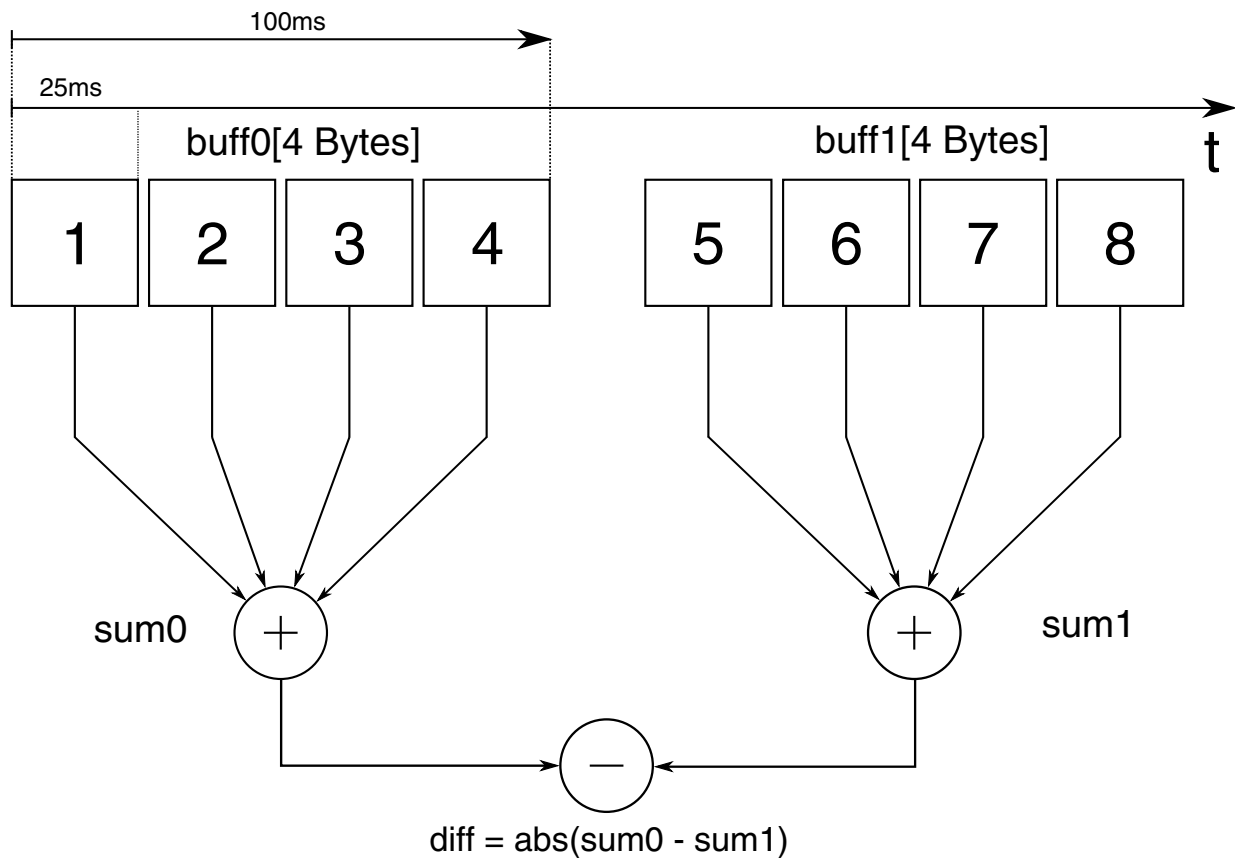 100ms
25ms
t
buff0[4 Bytes]
buff1[4 Bytes]
1 2 3 4 5 6 7 8
sum0 + + sum1
−
diff = abs(sum0 - sum1)